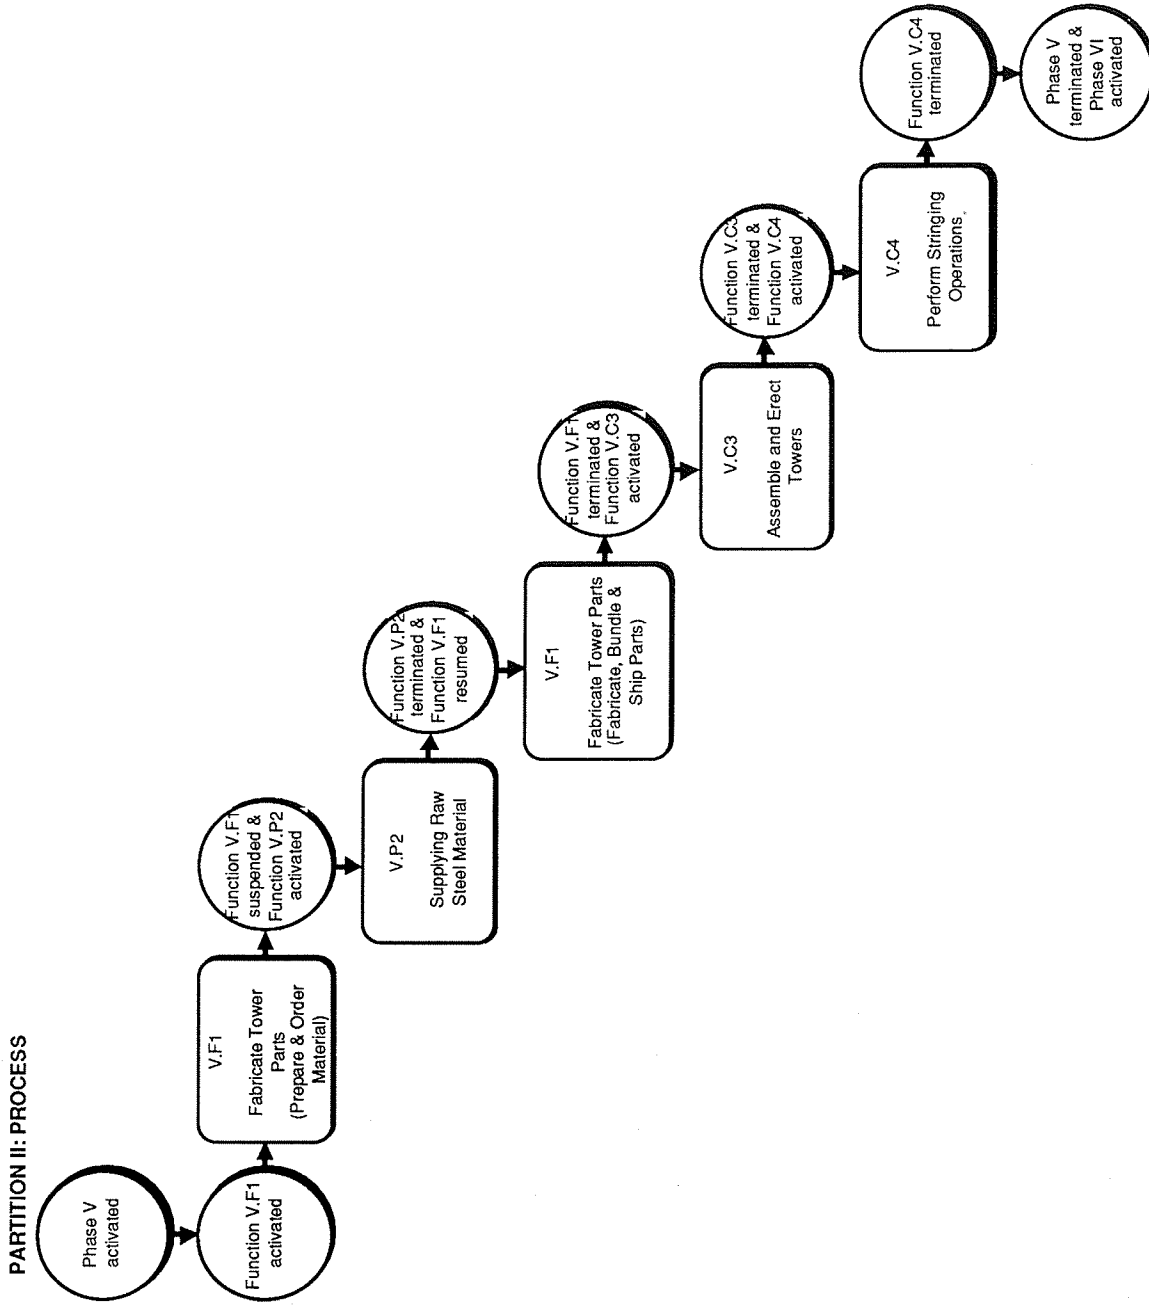 PARTITION II: PROCESS
Phase V
activated
Function V.F1
activated
V.F1
Fabricate Tower
Parts
(Prepare & Order
Material)
Function V.F1
suspended &
Function V.P2
activated
V.P2
Supplying Raw
Steel Material
Function V.P2
terminated &
Function V.F1
resumed
V.F1
Fabricate Tower Parts
(Fabricate, Bundle &
Ship Parts)
Function V.F1
terminated &
Function V.C3
activated
V.C3
Assemble and Erect
Towers
Function V.C3
terminated &
Function V.C4
activated
V.C4
Perform Stringing
Operations
Function V.C4
terminated
Phase V
terminated &
Phase VI
activated